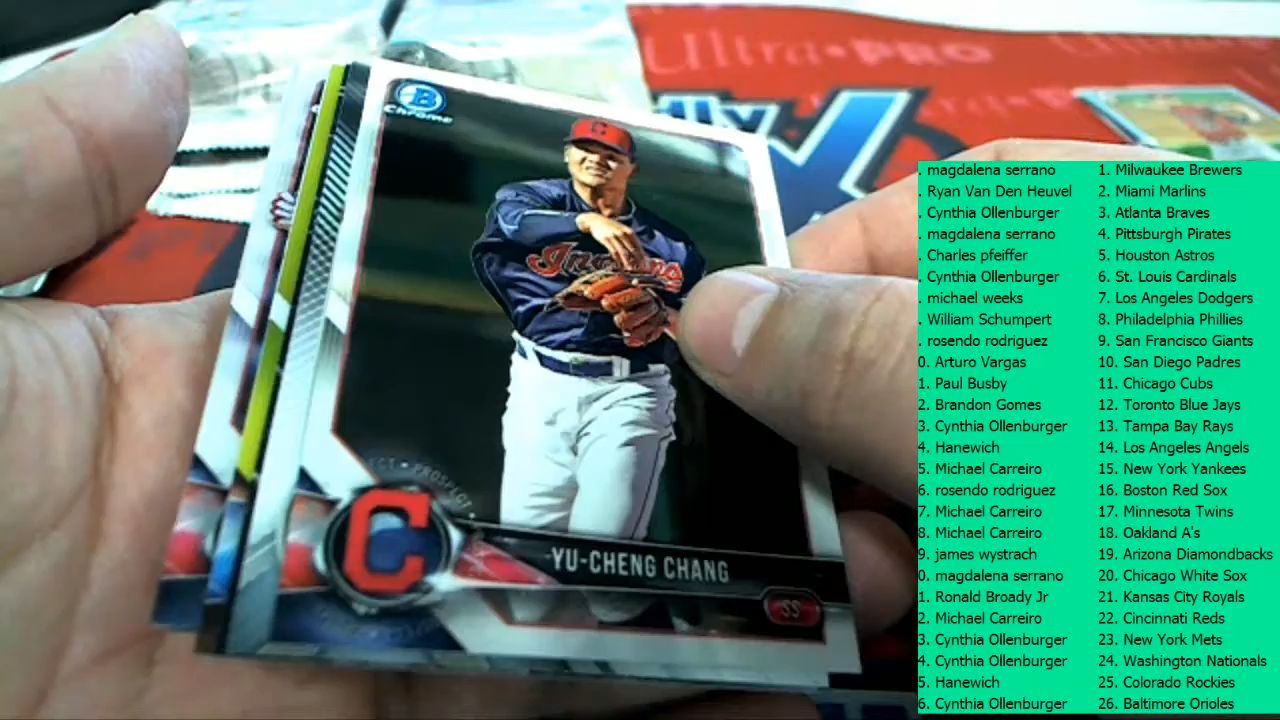 Ultra•PRO
B
Chrome
C
Indians
PROSPECT
C
YU-CHENG CHANG
SS
. magdalena serrano 1. Milwaukee Brewers
. Ryan Van Den Heuvel 2. Miami Marlins
. Cynthia Ollenburger 3. Atlanta Braves
. magdalena serrano 4. Pittsburgh Pirates
. Charles pfeiffer 5. Houston Astros
. Cynthia Ollenburger 6. St. Louis Cardinals
. michael weeks 7. Los Angeles Dodgers
. William Schumpert 8. Philadelphia Phillies
. rosendo rodriguez 9. San Francisco Giants
0. Arturo Vargas 10. San Diego Padres
1. Paul Busby 11. Chicago Cubs
2. Brandon Gomes 12. Toronto Blue Jays
3. Cynthia Ollenburger 13. Tampa Bay Rays
4. Hanewich 14. Los Angeles Angels
5. Michael Carreiro 15. New York Yankees
6. rosendo rodriguez 16. Boston Red Sox
7. Michael Carreiro 17. Minnesota Twins
8. Michael Carreiro 18. Oakland A's
9. james wystrach 19. Arizona Diamondbacks
0. magdalena serrano 20. Chicago White Sox
1. Ronald Broady Jr 21. Kansas City Royals
2. Michael Carreiro 22. Cincinnati Reds
3. Cynthia Ollenburger 23. New York Mets
4. Cynthia Ollenburger 24. Washington Nationals
5. Hanewich 25. Colorado Rockies
6. Cynthia Ollenburger 26. Baltimore Orioles